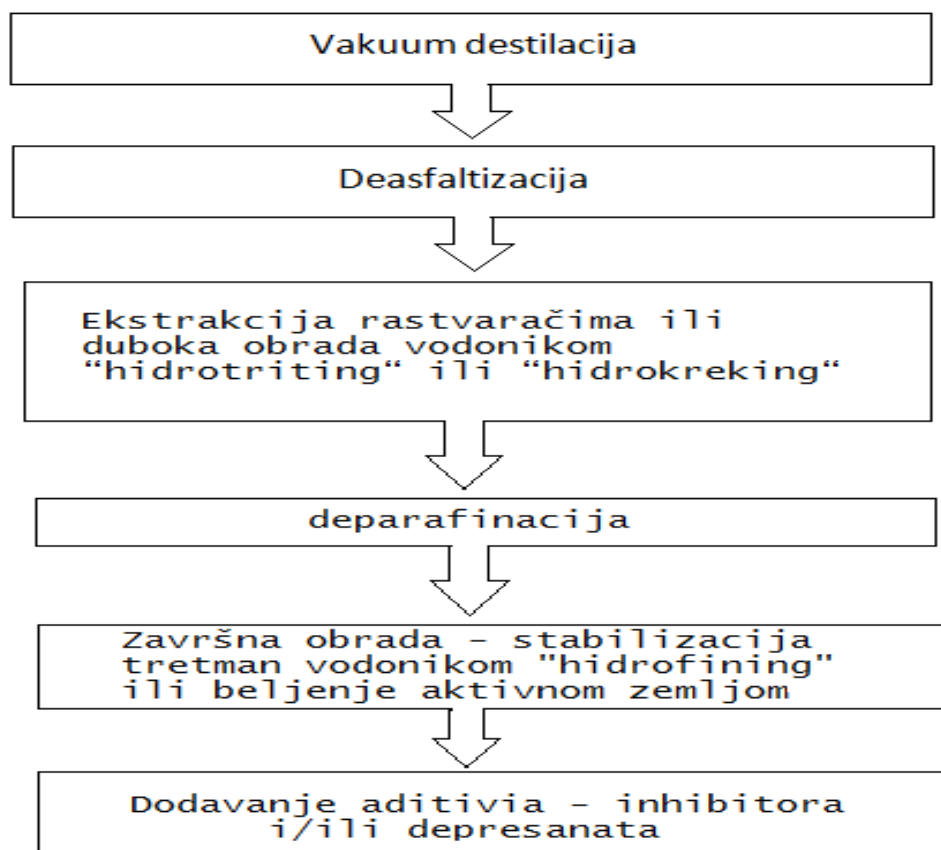 Vakuum destilacija
Deasfaltizacija
Ekstrakcija rastvaračima ili
duboka obrada vodonikom
“hidrotriting“ ili “hidrokreking“
deparafinacija
Završna obrada – stabilizacija
tretman vodonikom "hidrofining"
ili beljenje aktivnom zemljom
Dodavanje aditivia – inhibitora
i/ili depresanata